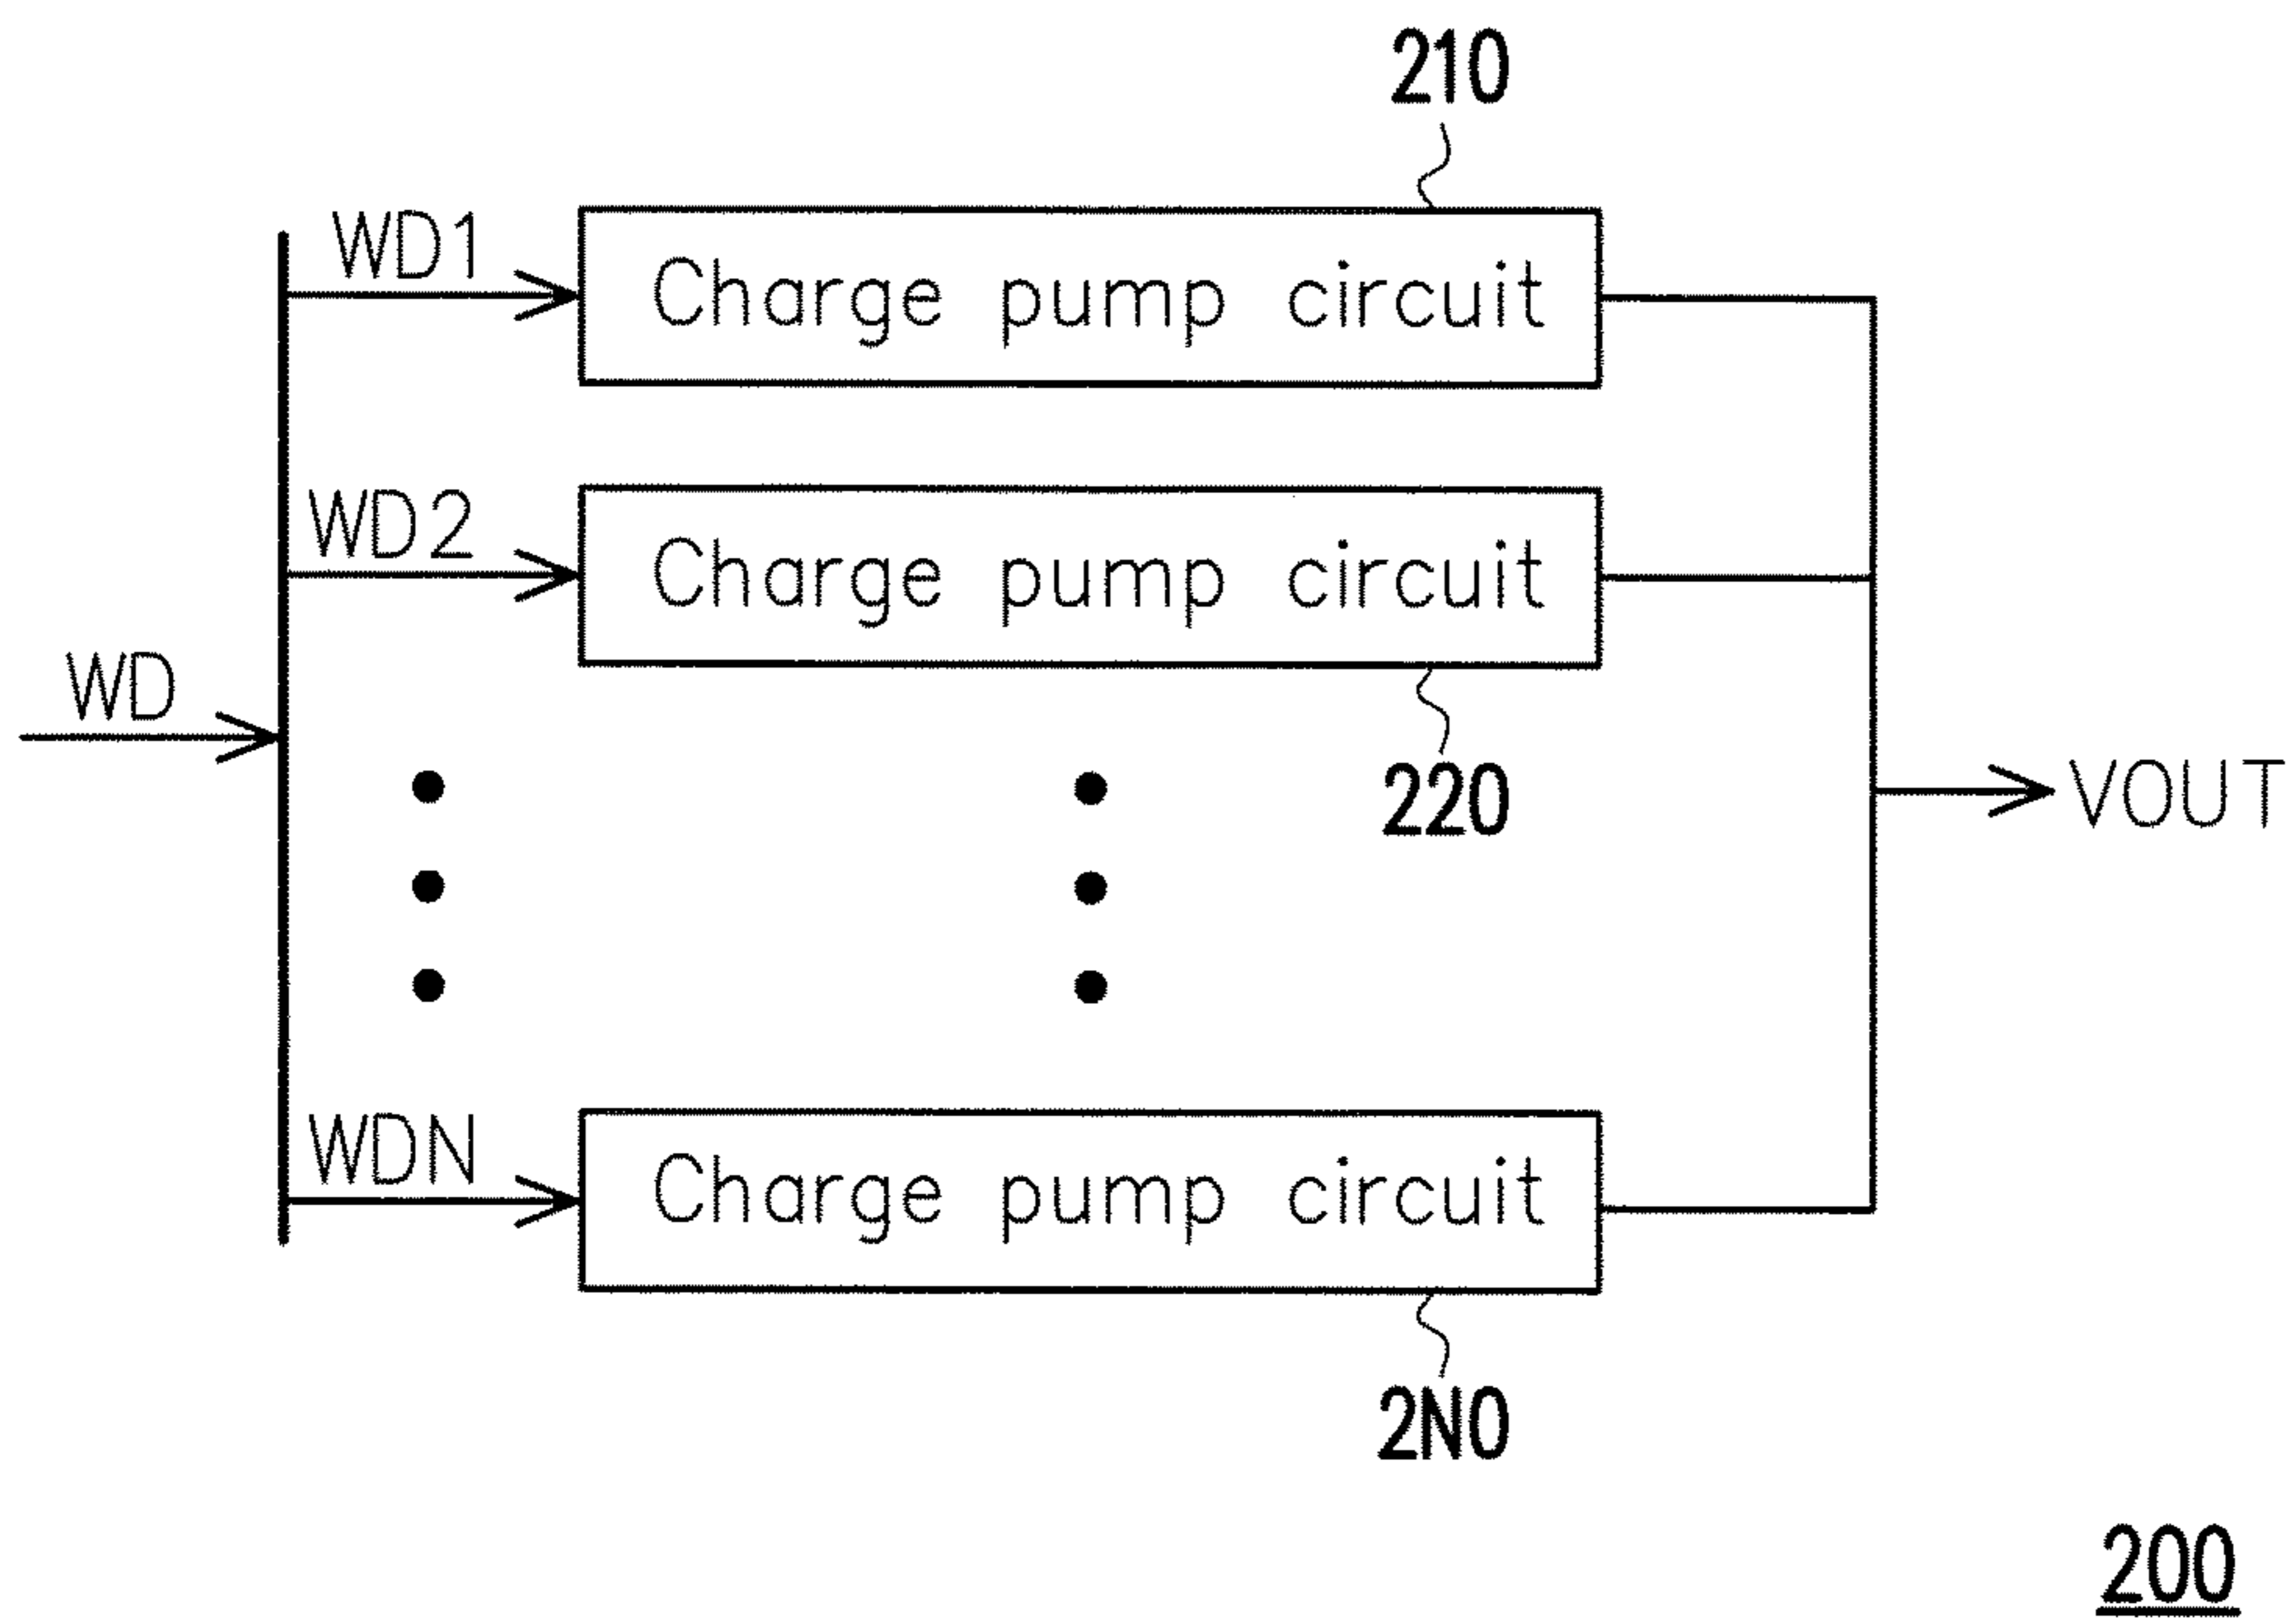 210
WD1
Charge pump circuit
WD2
Charge pump circuit
WD
220
VOUT
WDN
Charge pump circuit
2N0
200